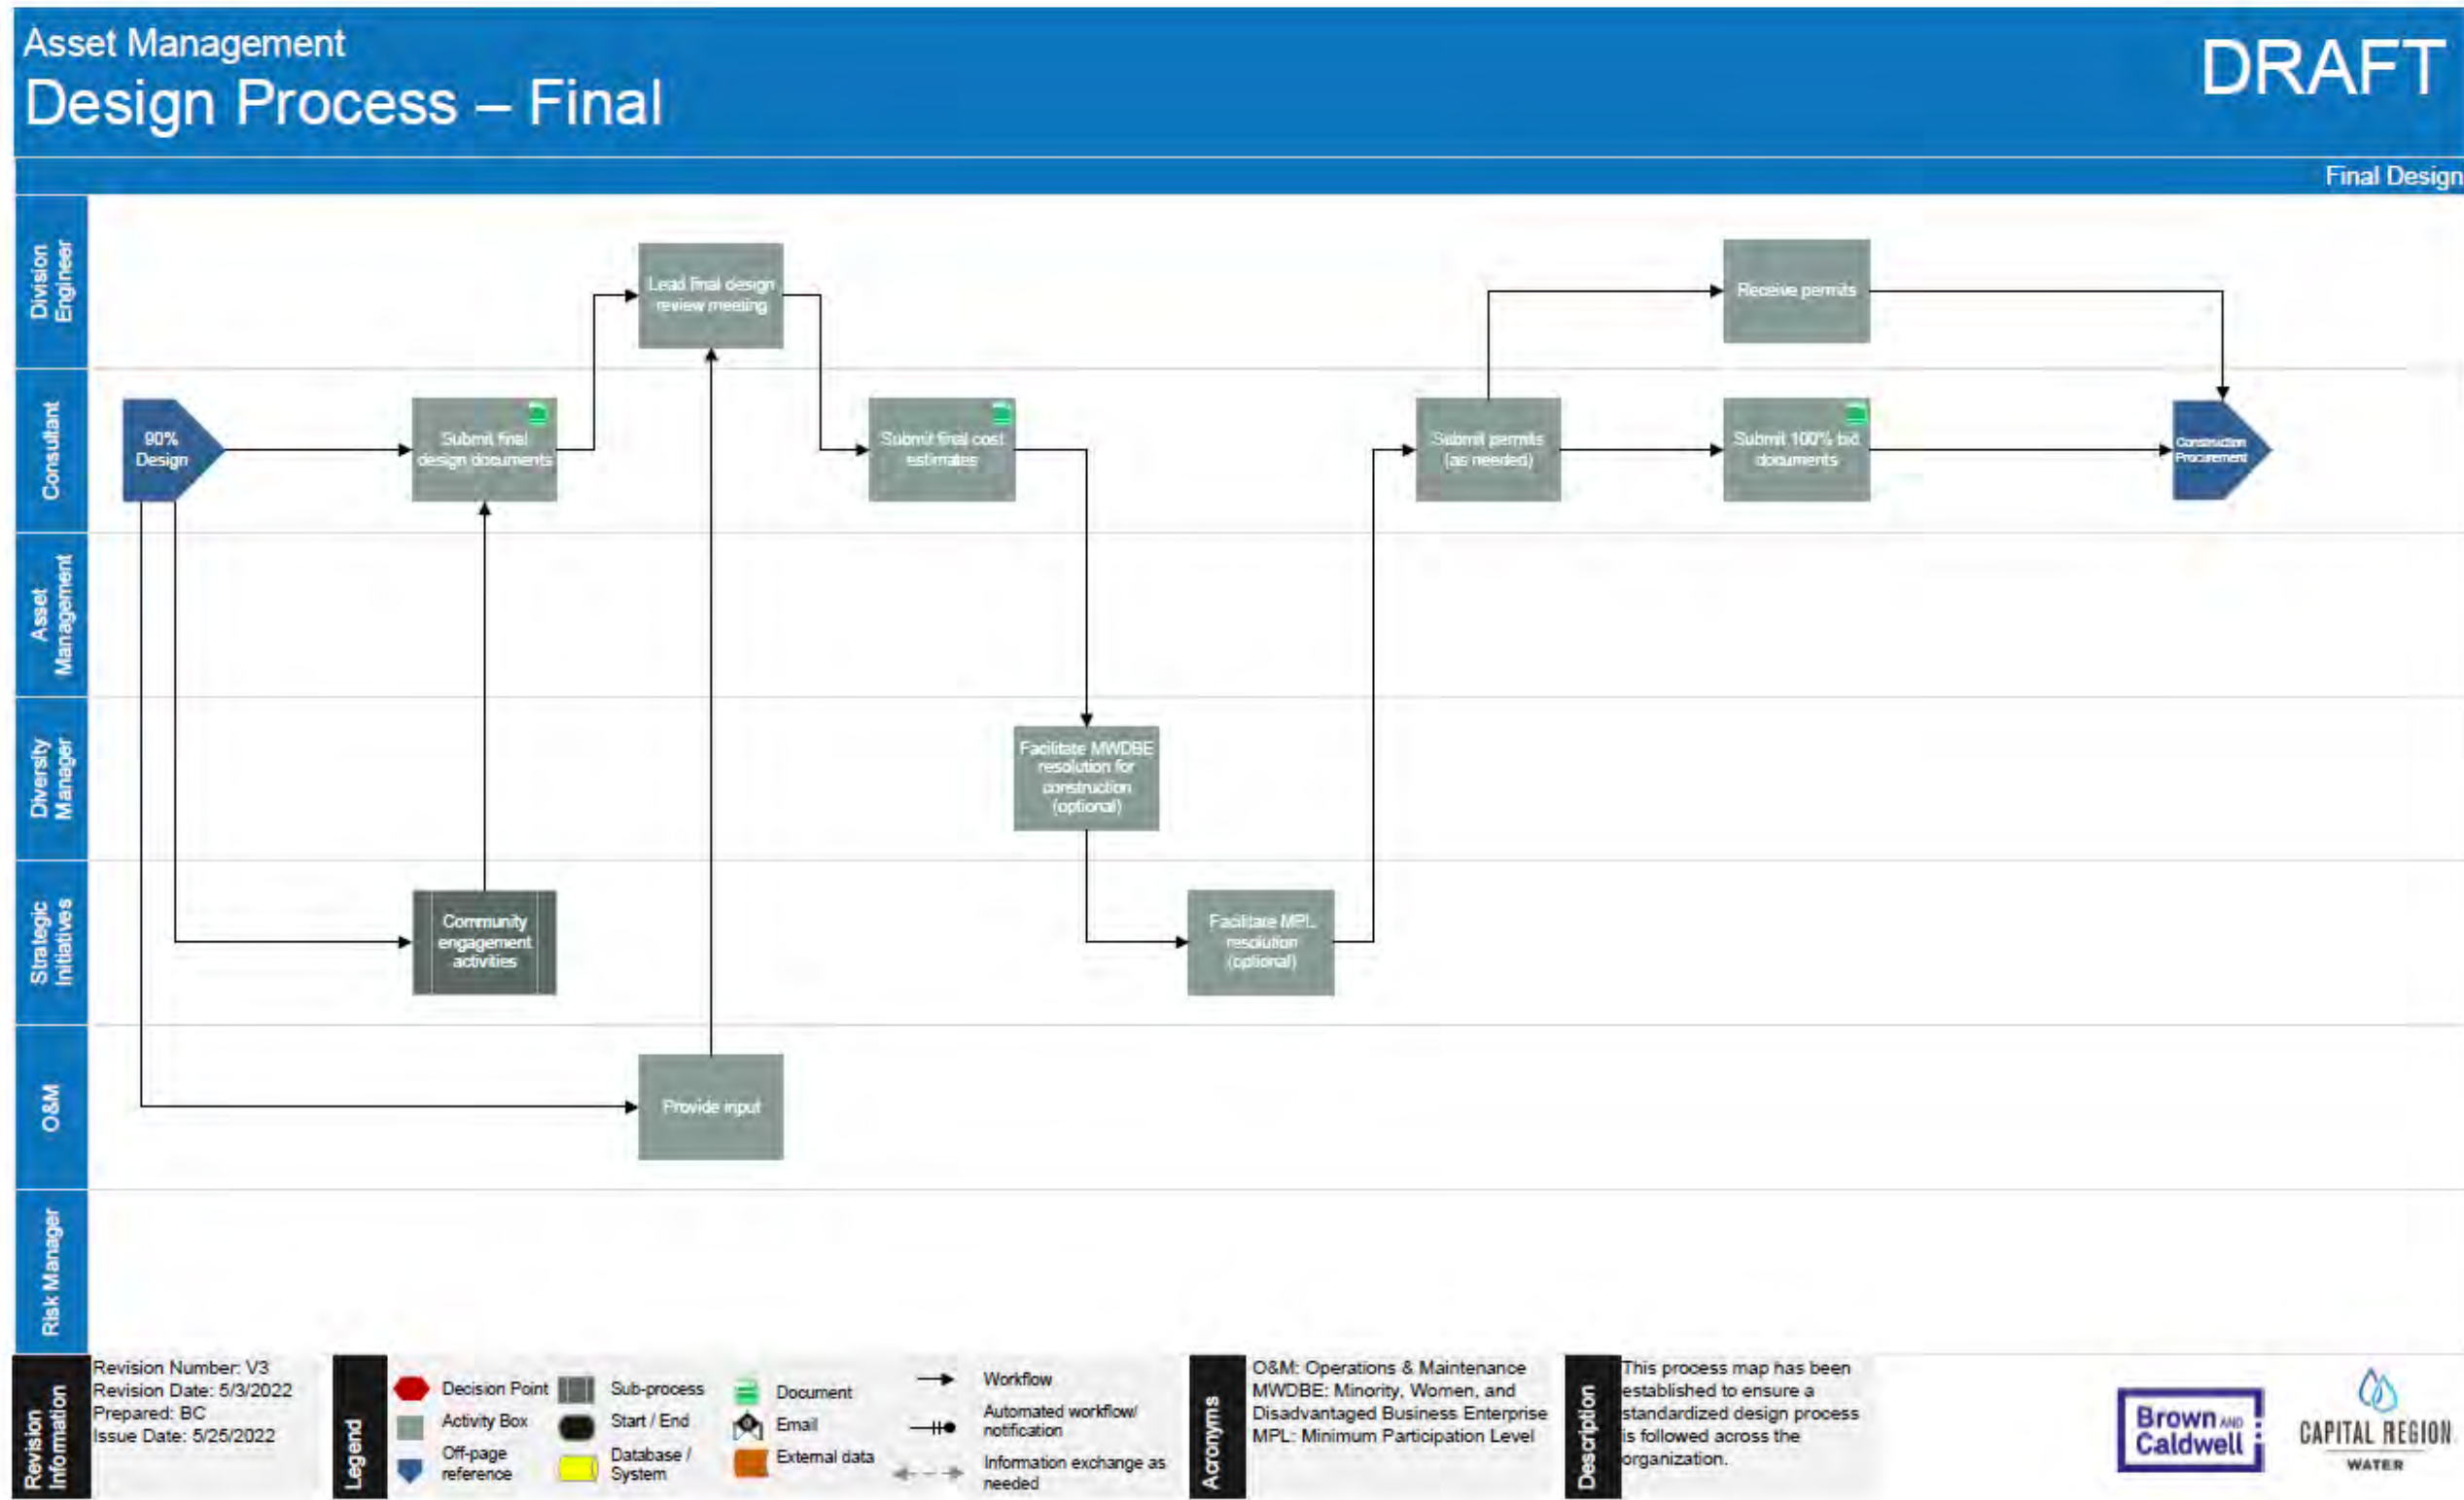 Asset Management
Design Process – Final
DRAFT
Final Design
Division
Engineer
Lead final design
review meeting
Receive permits
Consultant
90%
Design
Submit final
design documents
Submit final cost
estimates
Submit permits
(as needed)
Submit 100% bid
documents
Construction
Procurement
Asset
Management
Diversity
Manager
Facilitate MWDBE
resolution for
construction
(optional)
Strategic
Initiatives
Community
engagement
activities
Facilitate MPL
resolution
(optional)
O&M
Provide input
Risk Manager
Revision
Information
Revision Number: V3
Revision Date: 5/3/2022
Prepared: BC
Issue Date: 5/25/2022
Legend
Decision Point
Activity Box
Off-page
reference
Sub-process
Start / End
Database /
System
Document
Email
External data
Workflow
Automated workflow/
notification
Information exchange as
needed
Acronyms
O&M: Operations & Maintenance
MWDBE: Minority, Women, and
Disadvantaged Business Enterprise
MPL: Minimum Participation Level
Description
This process map has been
established to ensure a
standardized design process
is followed across the
organization.
Brown AND
Caldwell
CAPITAL REGION
WATER